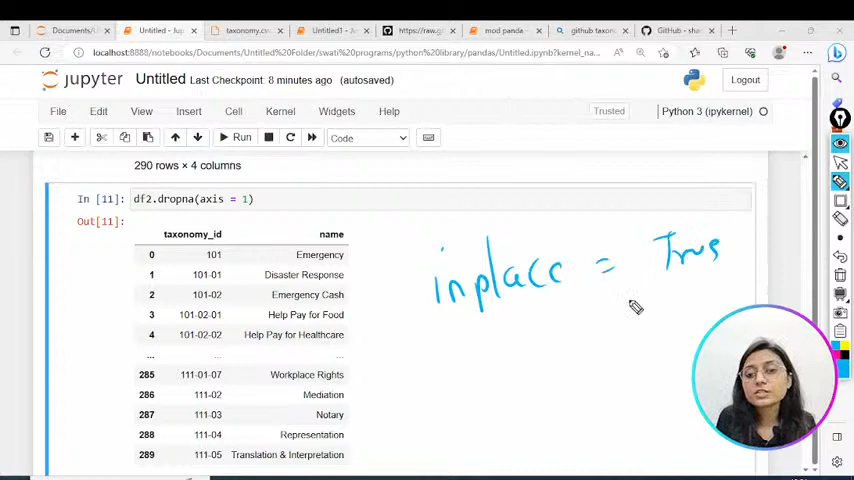 Documents/U
Untitled - Jup
taxonomy.cs
Untitled1 - Ju
https://raw.g
mod panda -
github taxon
GitHub - sha
localhost:8888/notebooks/Documents/Untitled%20Folder/swati%20programs/python%20library/pandas/Untitled.ipynb?kernel_na...
jupyter Untitled Last Checkpoint: 8 minutes ago (autosaved)
Logout
File Edit View Insert Cell Kernel Widgets Help
Trusted Python 3 (ipykernel)
Run Code
290 rows × 4 columns
In [11]: df2.dropna(axis = 1)
Out[11]:
taxonomy_id name
0 101 Emergency
1 101-01 Disaster Response
2 101-02 Emergency Cash
3 101-02-01 Help Pay for Food
4 101-02-02 Help Pay for Healthcare
... ... ...
285 111-01-07 Workplace Rights
286 111-02 Mediation
287 111-03 Notary
288 111-04 Representation
289 111-05 Translation & Interpretation
inplace = True